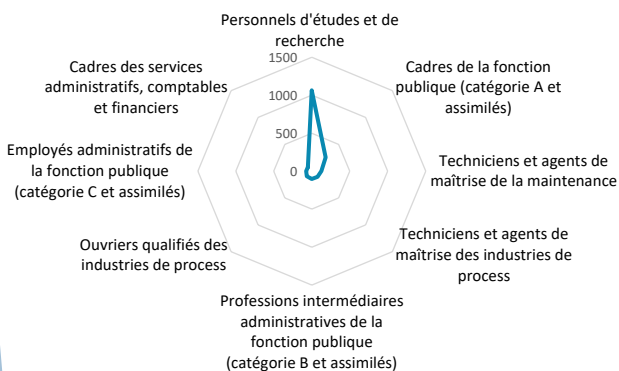 Personnels d'études et de
recherche
Cadres de la fonction
publique (catégorie A et
assimilés)
Techniciens et agents de
maîtrise de la maintenance
Techniciens et agents de
maîtrise des industries de
process
Professions intermédiaires
administratives de la
fonction publique
(catégorie B et assimilés)
Ouvriers qualifiés des
industries de process
Employés administratifs de
la fonction publique
(catégorie C et assimilés)
Cadres des services
administratifs, comptables
et financiers
1500
1000
500
0